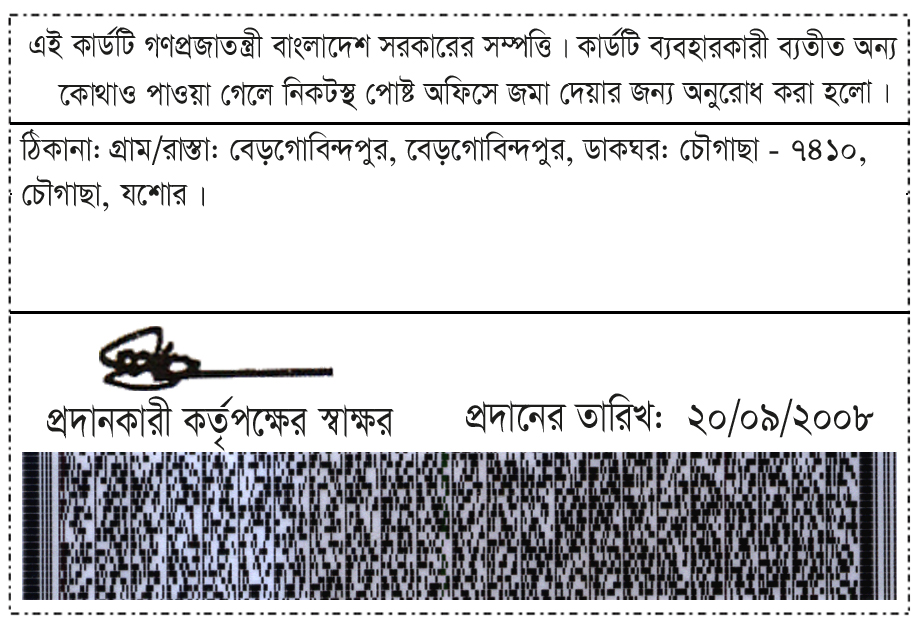 এই কার্ডটি গণপ্রজাতন্ত্রী বাংলাদেশ সরকারের সম্পত্তি। কার্ডটি ব্যবহারকারী ব্যতীত অন্য
কোথাও পাওয়া গেলে নিকটস্থ পোষ্ট অফিসে জমা দেয়ার জন্য অনুরোধ করা হলো।
ঠিকানা: গ্রাম/রাস্তা: বেড়গোবিন্দপুর, বেড়গোবিন্দপুর, ডাকঘর: চৌগাছা - ৭৪১০,
চৌগাছা, যশোর।
প্রদানকারী কর্তৃপক্ষের স্বাক্ষর প্রদানের তারিখ: ২০/০৯/২০০৮